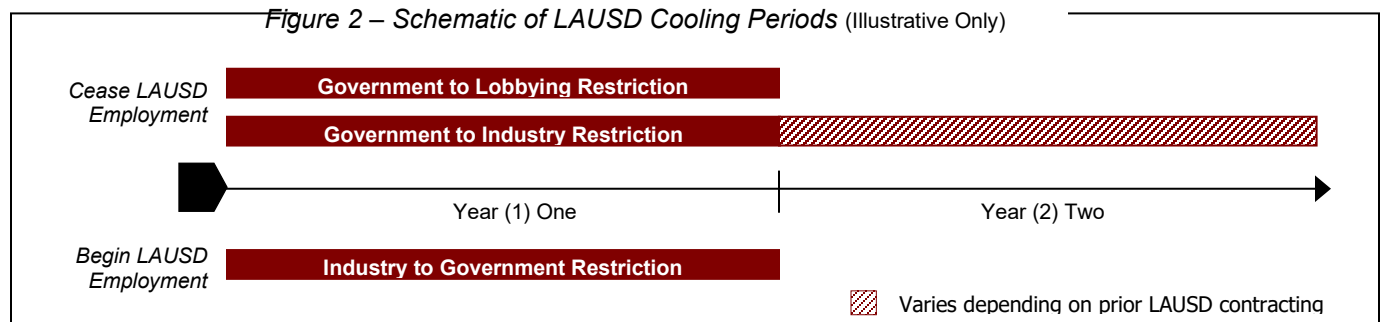 Figure 2 – Schematic of LAUSD Cooling Periods (Illustrative Only)
Cease LAUSD
Employment
Government to Lobbying Restriction
Government to Industry Restriction
Year (1) One
Year (2) Two
Begin LAUSD
Employment
Industry to Government Restriction
Varies depending on prior LAUSD contracting